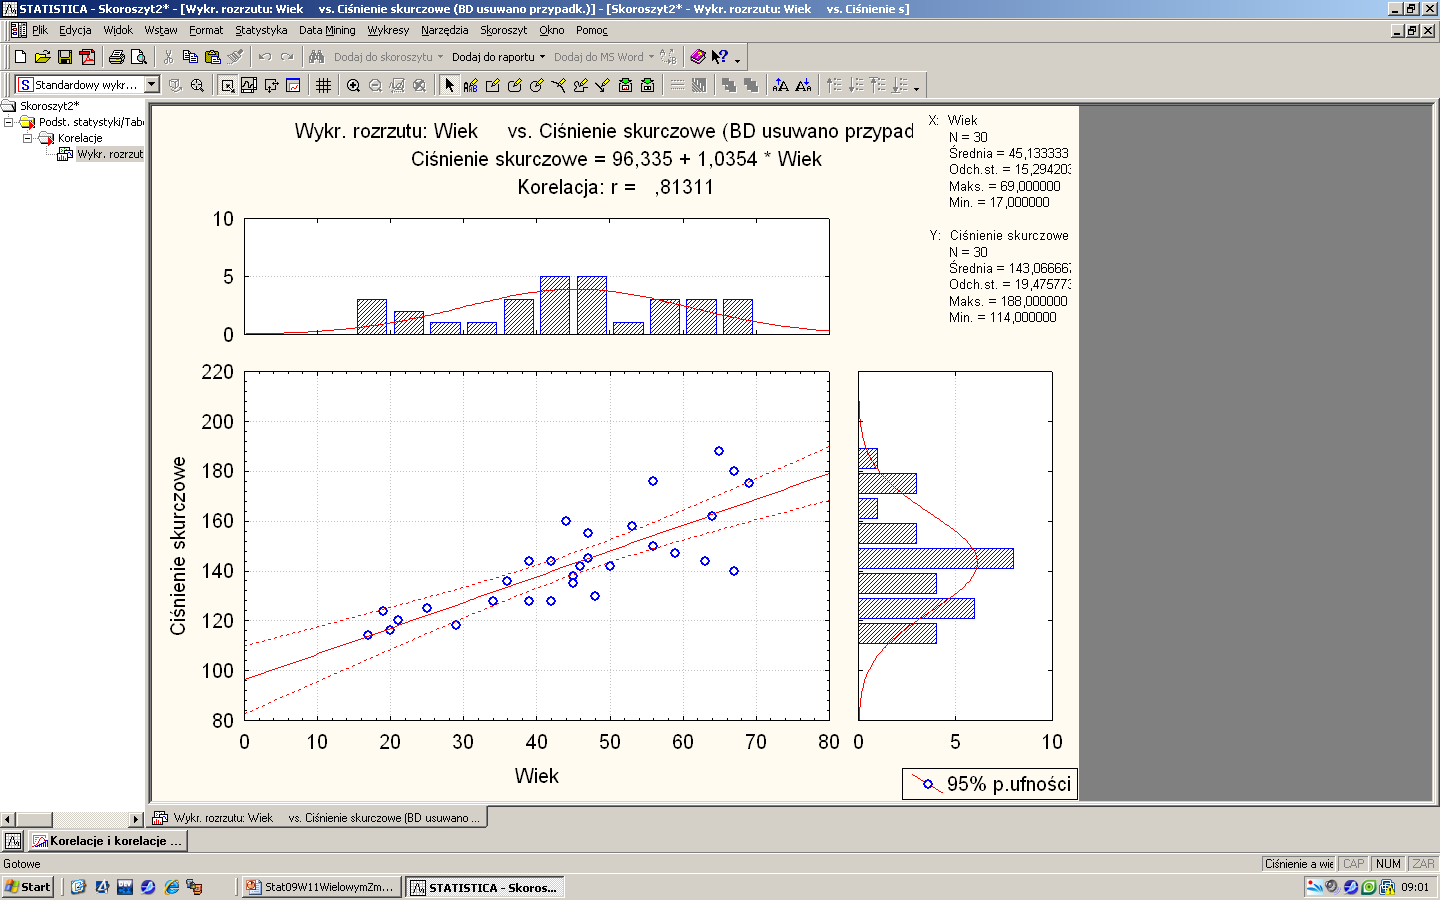 STATISTICA - Skoroszyt2* - [Wykr. rozrzutu: Wiek vs. Ciśnienie skurczowe (BD usuwano przypadk.)] - [Skoroszyt2* - Wykr. rozrzutu: Wiek vs. Ciśnienie s]
Plik Edycja Widok Wstaw Format Statystyka Data Mining Wykresy Narzędzia Skoroszyt Okno Pomoc
Dodaj do skoroszytu Dodaj do raportu Dodaj do MS Word
Standardowy wykr...
Skoroszyt2*
Podst. statystyki/Tabe
Korelacje
Wykr. rozrzut
Wykr. rozrzutu: Wiek vs. Ciśnienie skurczowe (BD usuwano przypad
Ciśnienie skurczowe = 96,335 + 1,0354 * Wiek
Korelacja: r = ,81311
X: Wiek
N = 30
Średnia = 45,133333
Odch.st. = 15,294203
Maks. = 69,000000
Min. = 17,000000
Y: Ciśnienie skurczowe
N = 30
Średnia = 143,066667
Odch.st. = 19,475773
Maks. = 188,000000
Min. = 114,000000
10
5
0
220
200
180
160
140
120
100
80
Ciśnienie skurczowe
0 10 20 30 40 50 60 70 80
0 5 10
Wiek
95% p.ufności
Wykr. rozrzutu: Wiek vs. Ciśnienie skurczowe (BD usuwano ...
Korelacje i korelacje ...
Gotowe
Ciśnienie a wie CAP NUM ZAR
Start
Stat09W11WielowymZm...
STATISTICA - Skoros...
09:01